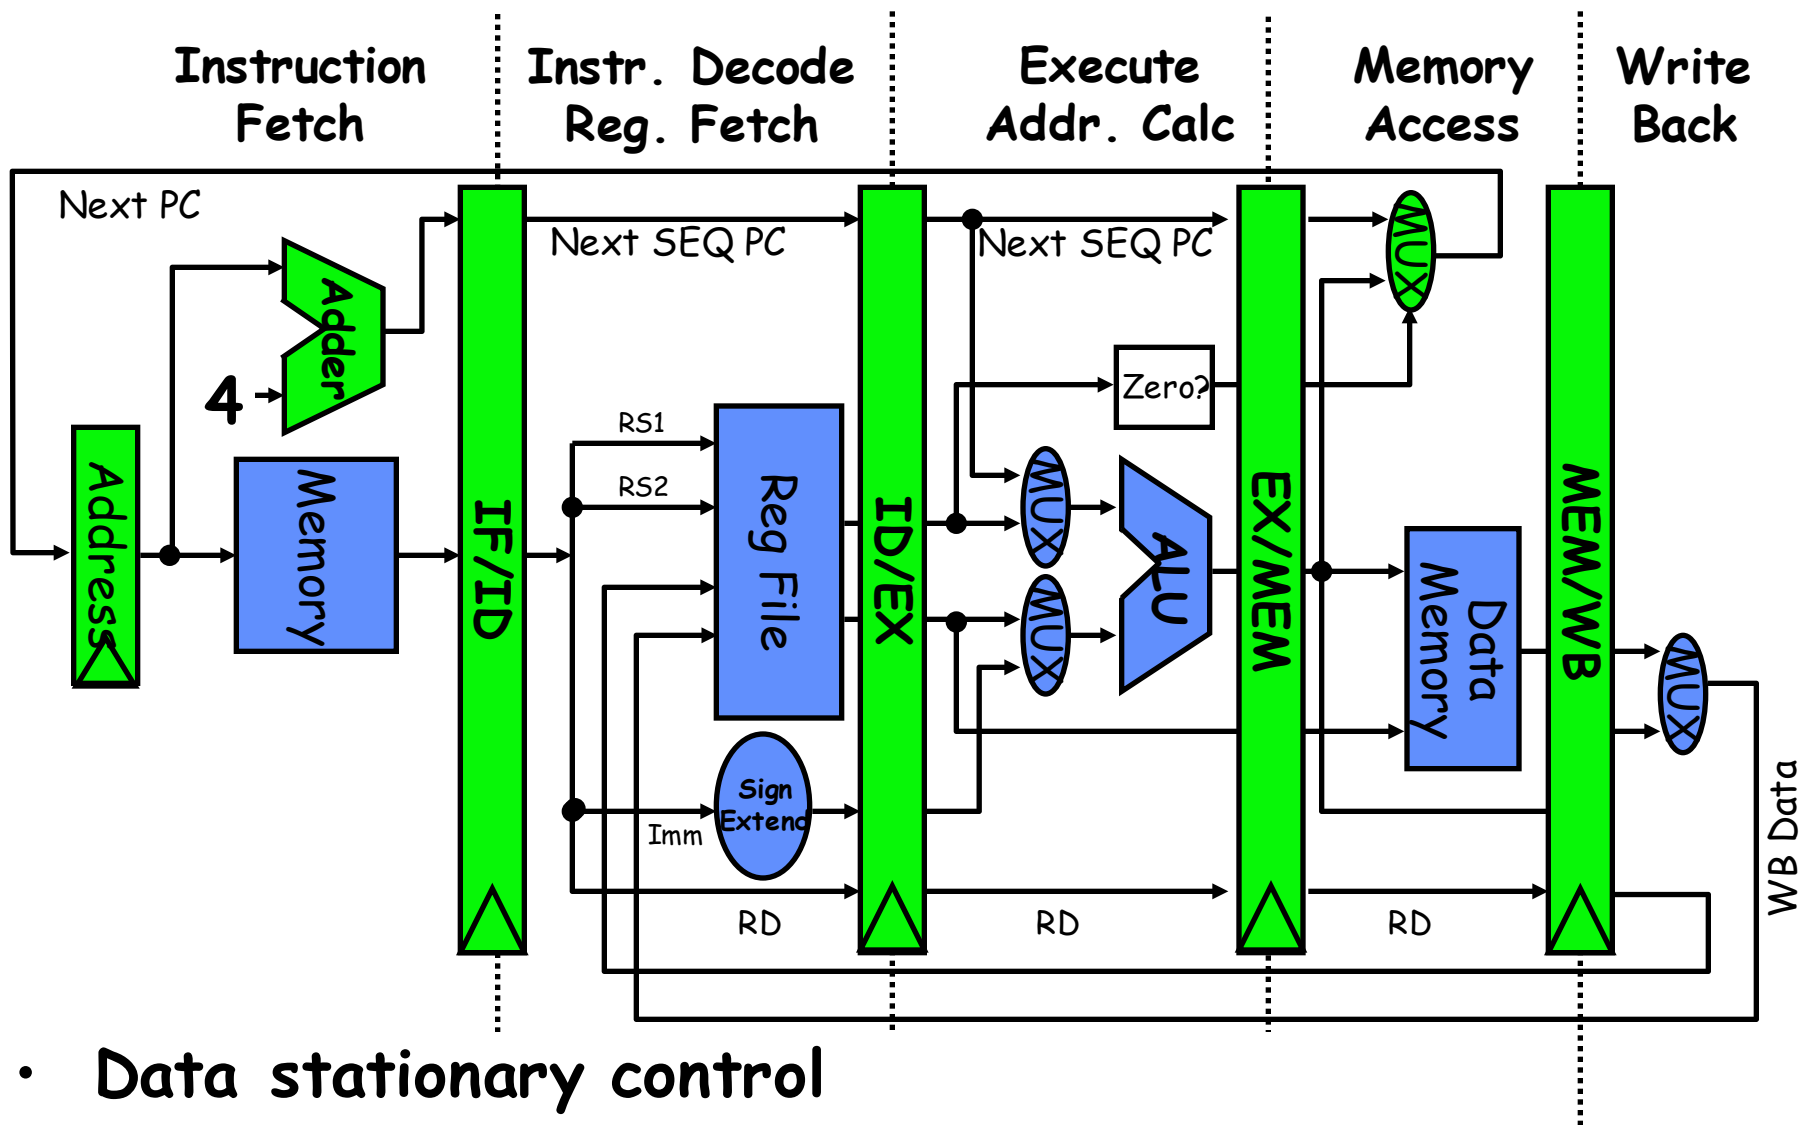 Instruction
Fetch
Instr. Decode
Reg. Fetch
Execute
Addr. Calc
Memory
Access
Write
Back
Next PC
Next SEQ PC
Next SEQ PC
MUX
Adder
4
Zero?
RS1
RS2
Address
Memory
IF/ID
Reg File
ID/EX
MUX
MUX
ALU
EX/MEM
Data
Memory
MEM/WB
MUX
Sign
Extend
Imm
WB Data
RD
RD
RD
• Data stationary control